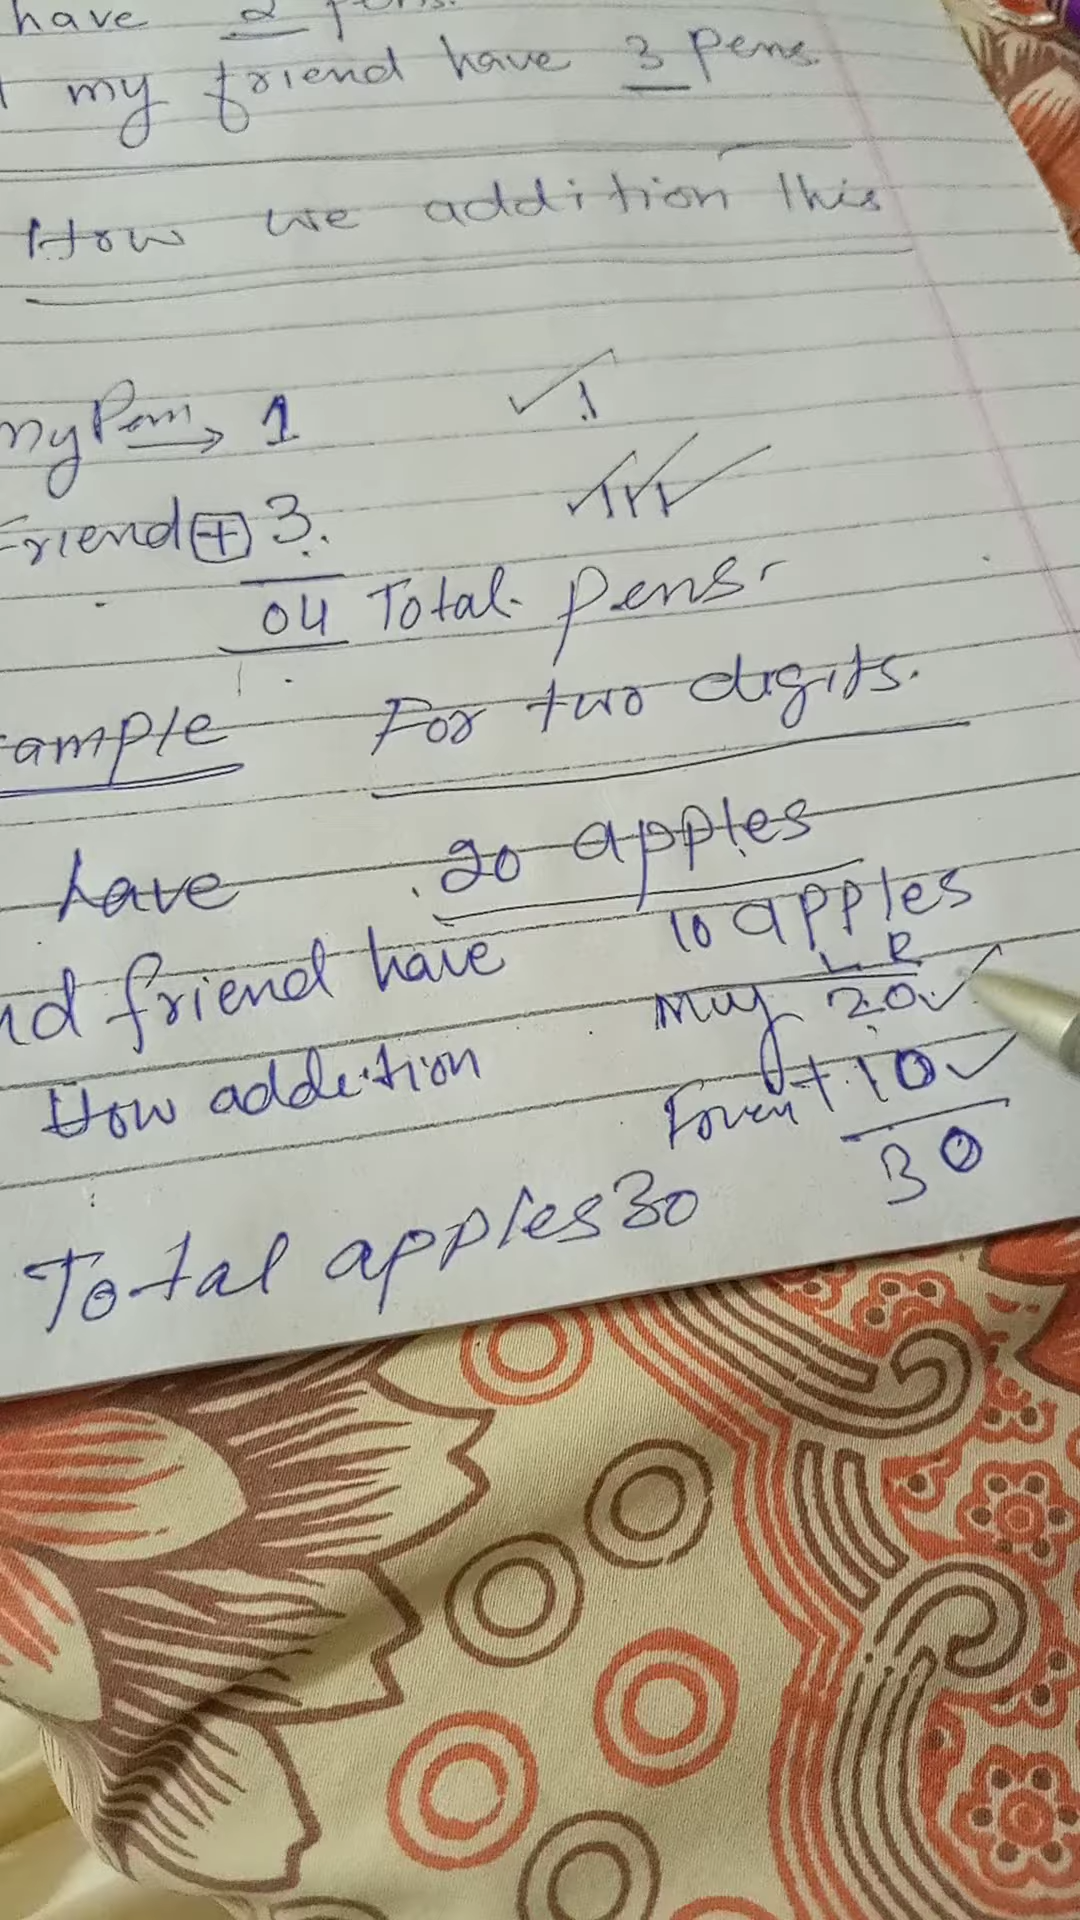 have 2 pens.
my friend have 3 pens
How we addition this
my Pen → 1
Friend + 3.
04 Total pens
ample For two digits.
have 20 apples
friend have 10 apples
L R
my 20
How addition + 10
30
Total apples 30